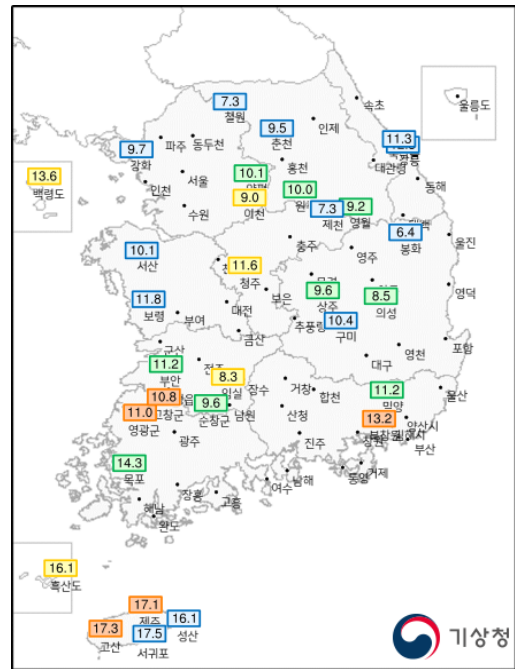 7.3
철원
속초
울릉도
9.5
춘천
인제
파주
동두천
11.3
9.7
강화
홍천
대관령
강릉
10.1
서울
인천
13.6
백령도
9.0
이천
10.0
동해
수원
7.3
제천
9.2
영월
6.4
봉화
울진
10.1
서산
충주
영주
11.6
청주
9.6
상주
8.5
의성
영덕
11.8
보령
보은
부여
대전
추풍령
10.4
구미
금산
군산
대구
영천
포항
11.2
부안
8.3
임실
장수
거창
합천
11.2
밀양
울산
10.8
고창군
9.6
순창군
남원
산청
11.0
영광군
13.2
양산시
광주
진주
부산
14.3
목포
장흥
고흥
여수
남해
통영
거제
해남
완도
16.1
흑산도
17.1
제주
16.1
성산
17.3
고산
17.5
서귀포
기상청